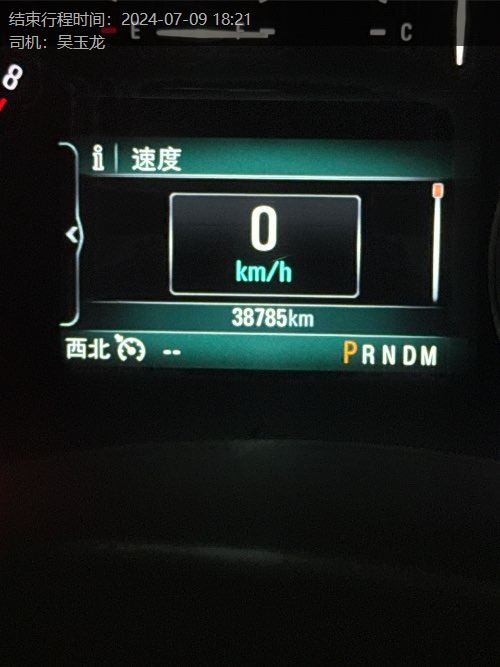 结束行程时间：2024-07-09 18:21
司机：吴玉龙
E F C
8
i 速度
0
km/h
38785km
西北 -- PRNDM